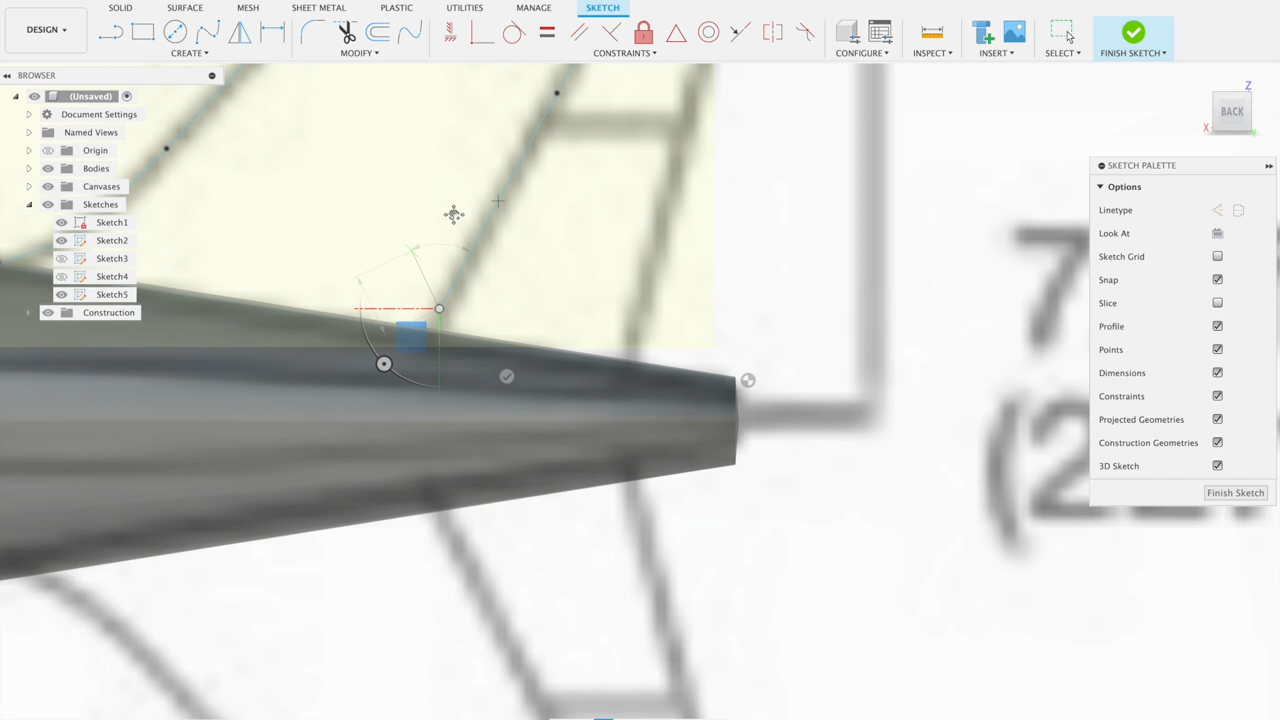 SOLID SURFACE MESH SHEET METAL PLASTIC UTILITIES MANAGE SKETCH
DESIGN
CREATE MODIFY CONSTRAINTS CONFIGURE INSPECT INSERT SELECT FINISH SKETCH
BROWSER
(Unsaved)
Document Settings
Named Views
Origin
Bodies
Canvases
Sketches
Sketch1
Sketch2
Sketch3
Sketch4
Sketch5
Construction
Z
BACK
X
SKETCH PALETTE
Options
Linetype
Look At
Sketch Grid
Snap
Slice
Profile
Points
Dimensions
Constraints
Projected Geometries
Construction Geometries
3D Sketch
Finish Sketch
7
(2